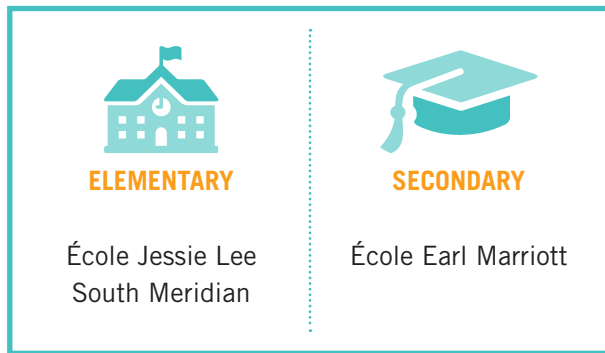 ELEMENTARY
École Jessie Lee
South Meridian
SECONDARY
École Earl Marriott